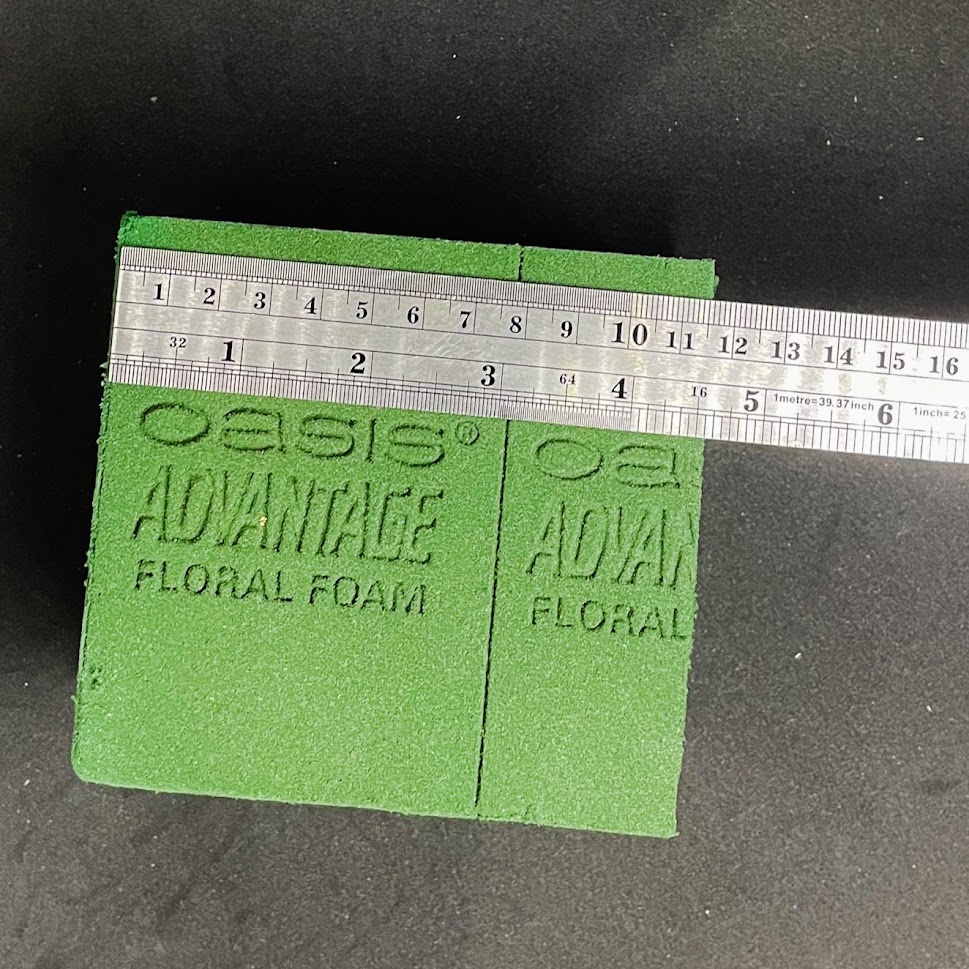 1 2 3 4 5 6 7 8 9 10 11 12 13 14 15 16
32 1 2 3 64 4 16 5 1metre=39.37inch 6 1inch=25
oasis®
ADVANTAGE
FLORAL FOAM
oa
ADVAN
FLORAL